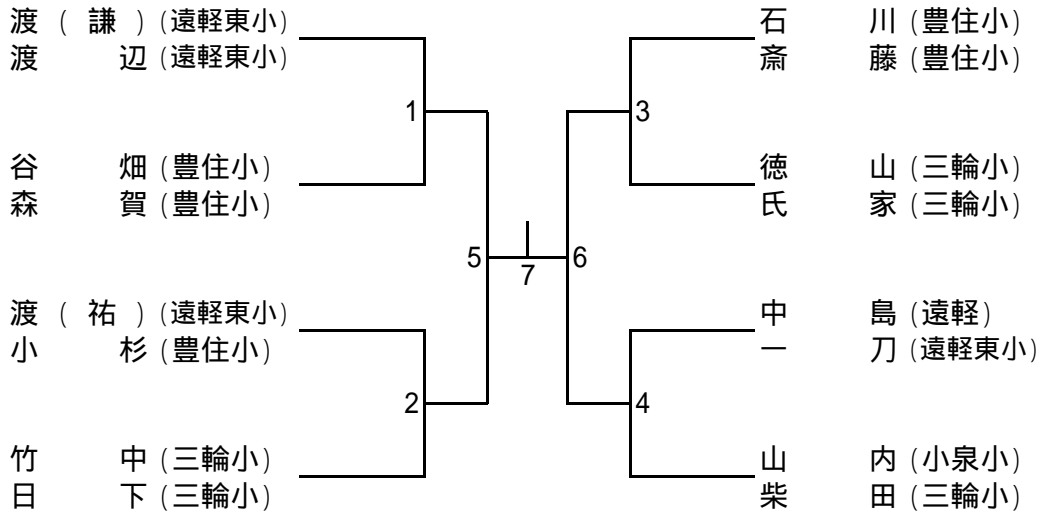 渡 ( 謙 ) (遠軽東小)
渡 辺 (遠軽東小)
1
谷 畑 (豊住小)
森 賀 (豊住小)
5
渡 ( 祐 ) (遠軽東小)
小 杉 (豊住小)
2
竹 中 (三輪小)
日 下 (三輪小)
7
石 川 (豊住小)
斎 藤 (豊住小)
3
徳 山 (三輪小)
氏 家 (三輪小)
6
中 島 (遠軽)
一 刀 (遠軽東小)
4
山 内 (小泉小)
柴 田 (三輪小)